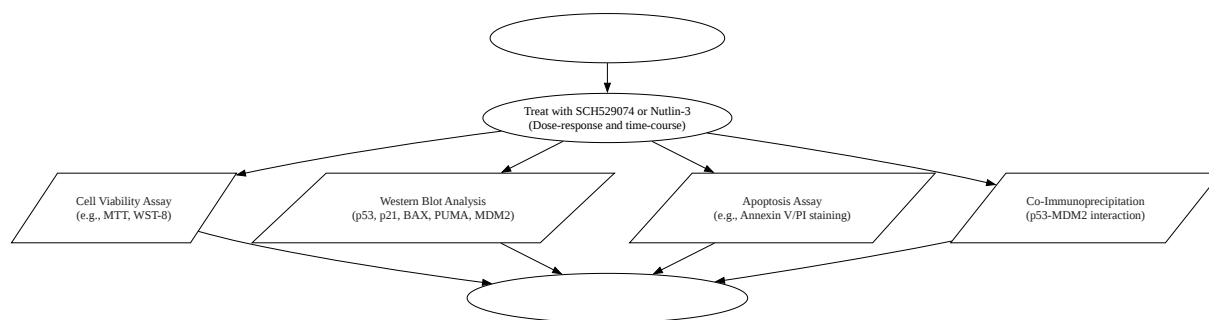 Treat with SCH529074 or Nutlin-3
(Dose-response and time-course)
Cell Viability Assay
(e.g., MTT, WST-8)
Western Blot Analysis
(p53, p21, BAX, PUMA, MDM2)
Apoptosis Assay
(e.g., Annexin V/PI staining)
Co-Immunoprecipitation
(p53-MDM2 interaction)